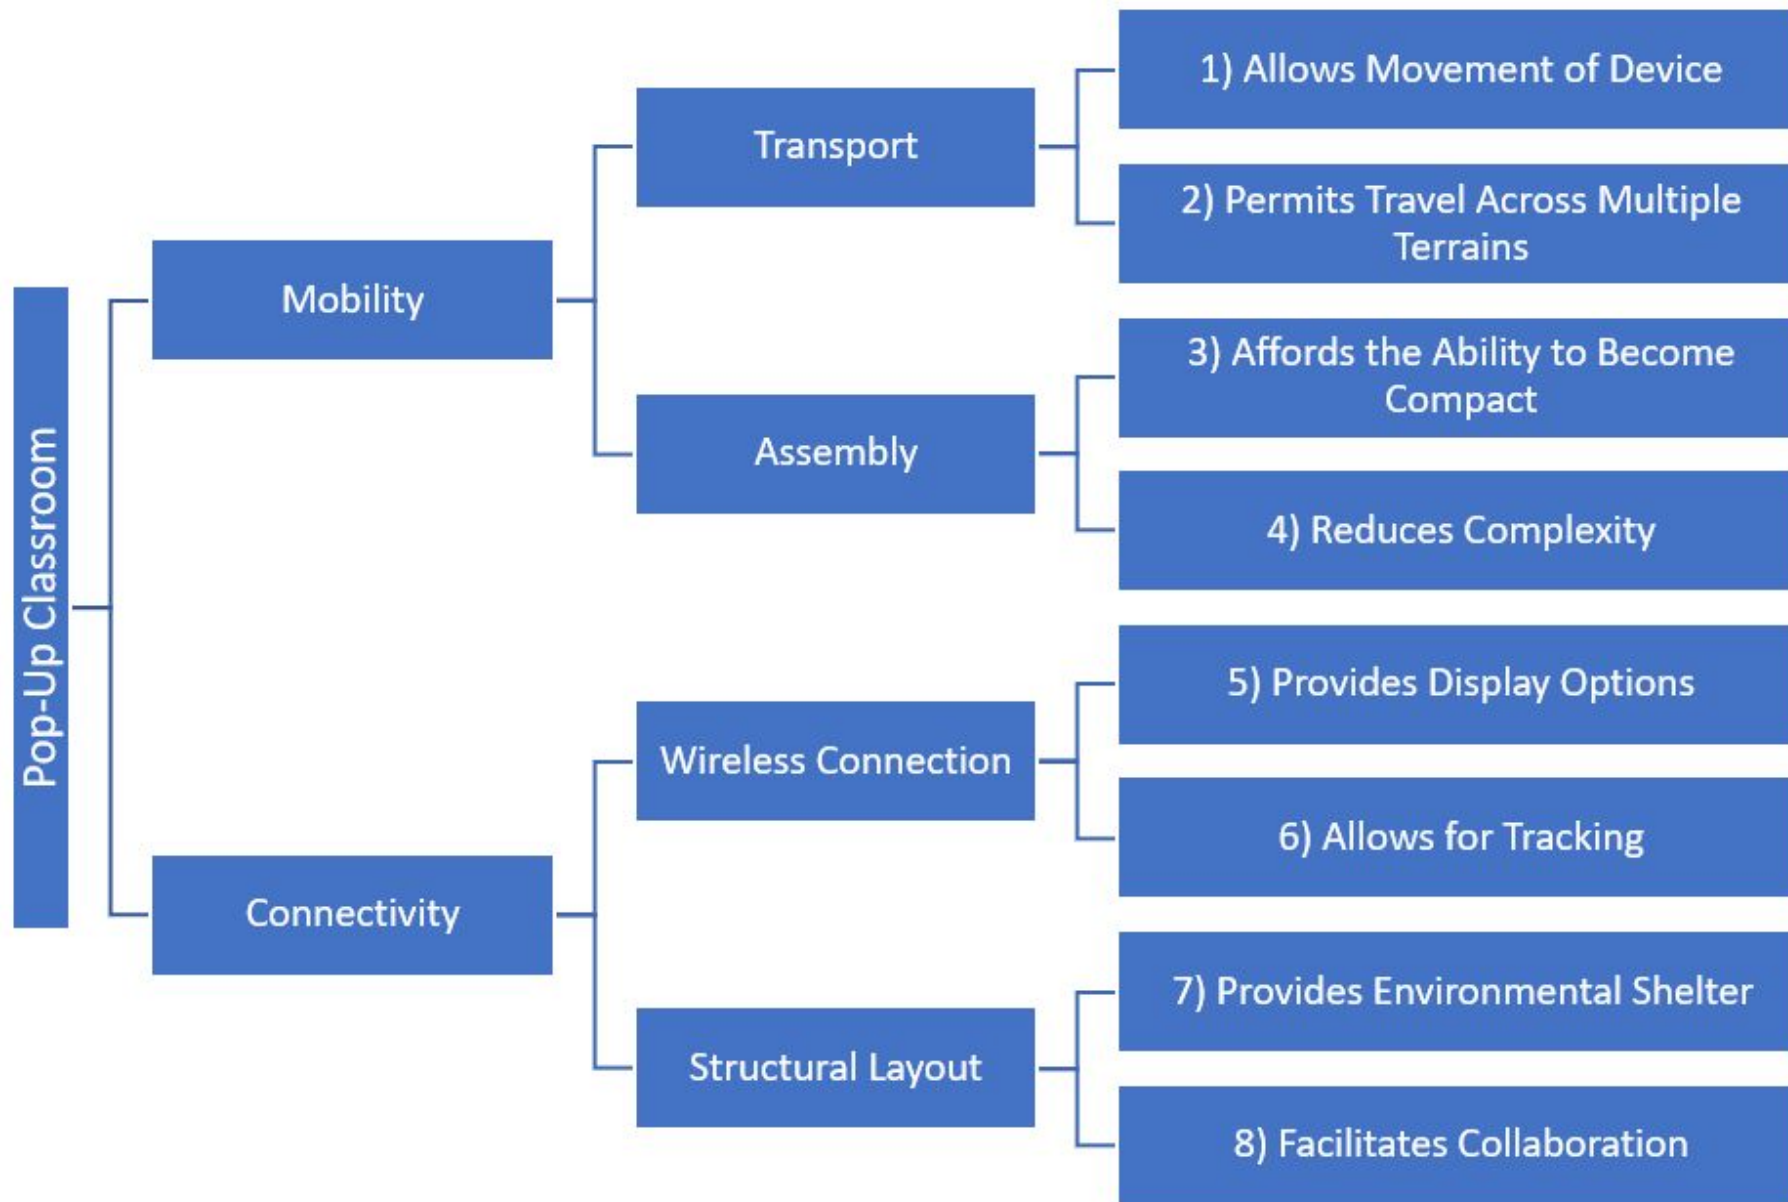 Pop-Up Classroom
Mobility
Transport
1) Allows Movement of Device
2) Permits Travel Across Multiple
Terrains
Assembly
3) Affords the Ability to Become
Compact
4) Reduces Complexity
Connectivity
Wireless Connection
5) Provides Display Options
6) Allows for Tracking
Structural Layout
7) Provides Environmental Shelter
8) Facilitates Collaboration